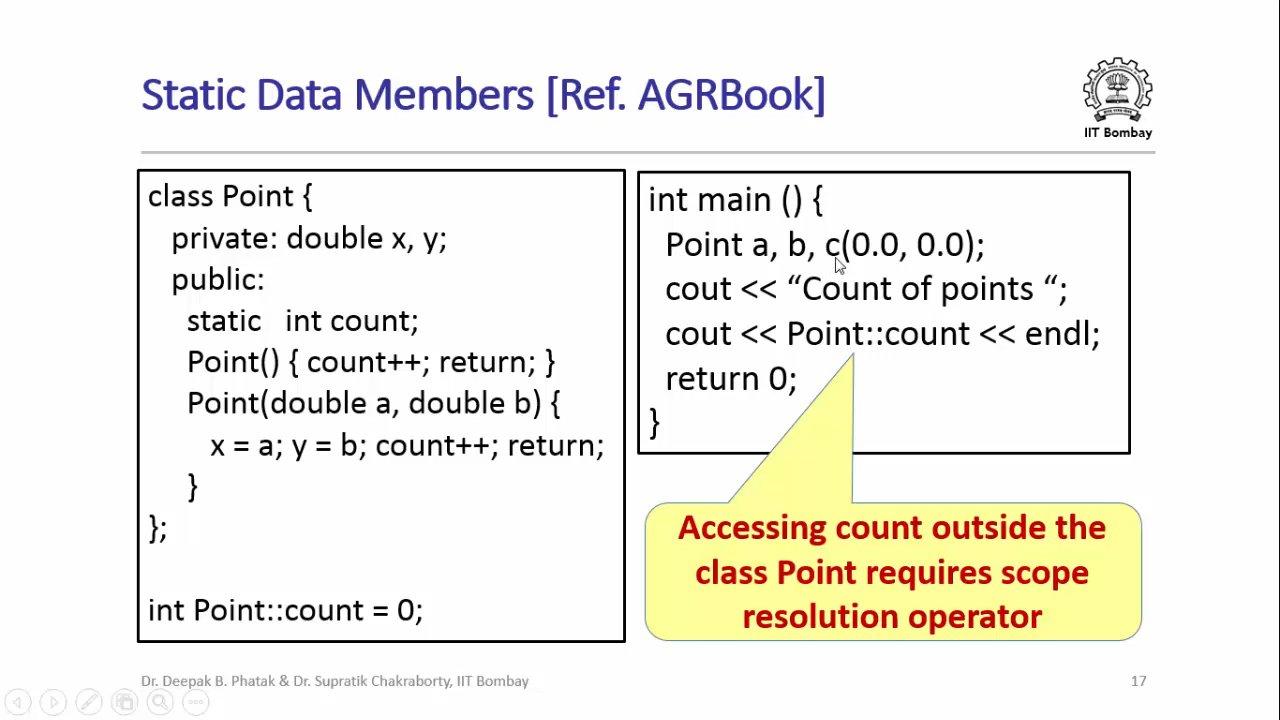 Static Data Members [Ref. AGRBook]
IIT Bombay
class Point {
private: double x, y;
public:
static int count;
Point() { count++; return; }
Point(double a, double b) {
x = a; y = b; count++; return;
}
};
int Point::count = 0;
int main () {
Point a, b, c(0.0, 0.0);
cout << “Count of points “;
cout << Point::count << endl;
return 0;
}
Accessing count outside the
class Point requires scope
resolution operator
Dr. Deepak B. Phatak & Dr. Supratik Chakraborty, IIT Bombay
17